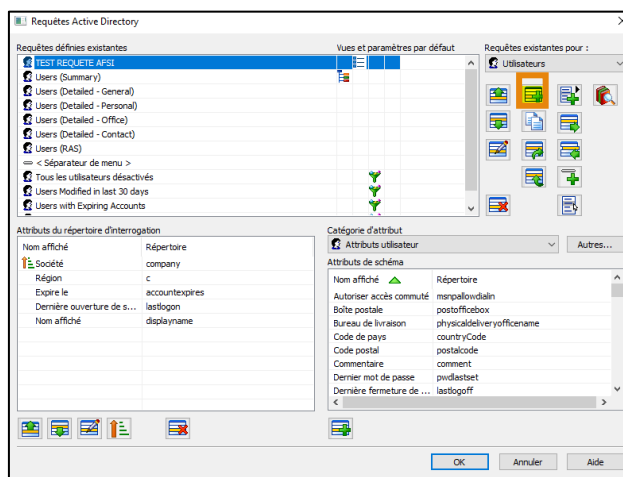 Requêtes Active Directory
Requêtes définies existantes
Vues et paramètres par défaut
Requêtes existantes pour :
TEST REQUETE AFSI
Utilisateurs
Users (Summary)
Users (Detailed - General)
Users (Detailed - Personal)
Users (Detailed - Office)
Users (Detailed - Contact)
Users (RAS)
< Séparateur de menu >
Tous les utilisateurs désactivés
Users Modified in last 30 days
Users with Expiring Accounts
Attributs du répertoire d'interrogation
Nom affiché Répertoire
Société company
Région c
Expire le accountexpires
Dernière ouverture de s... lastlogon
Nom affiché displayname
Catégorie d'attribut
Attributs utilisateur
Autres...
Attributs de schéma
Nom affiché Répertoire
Autoriser accès commuté msnpallowdialin
Boîte postale postofficebox
Bureau de livraison physicaldeliveryofficename
Code de pays countryCode
Code postal postalcode
Commentaire comment
Dernier mot de passe pwdlastset
Dernière fermeture de ... lastlogoff
OK Annuler Aide